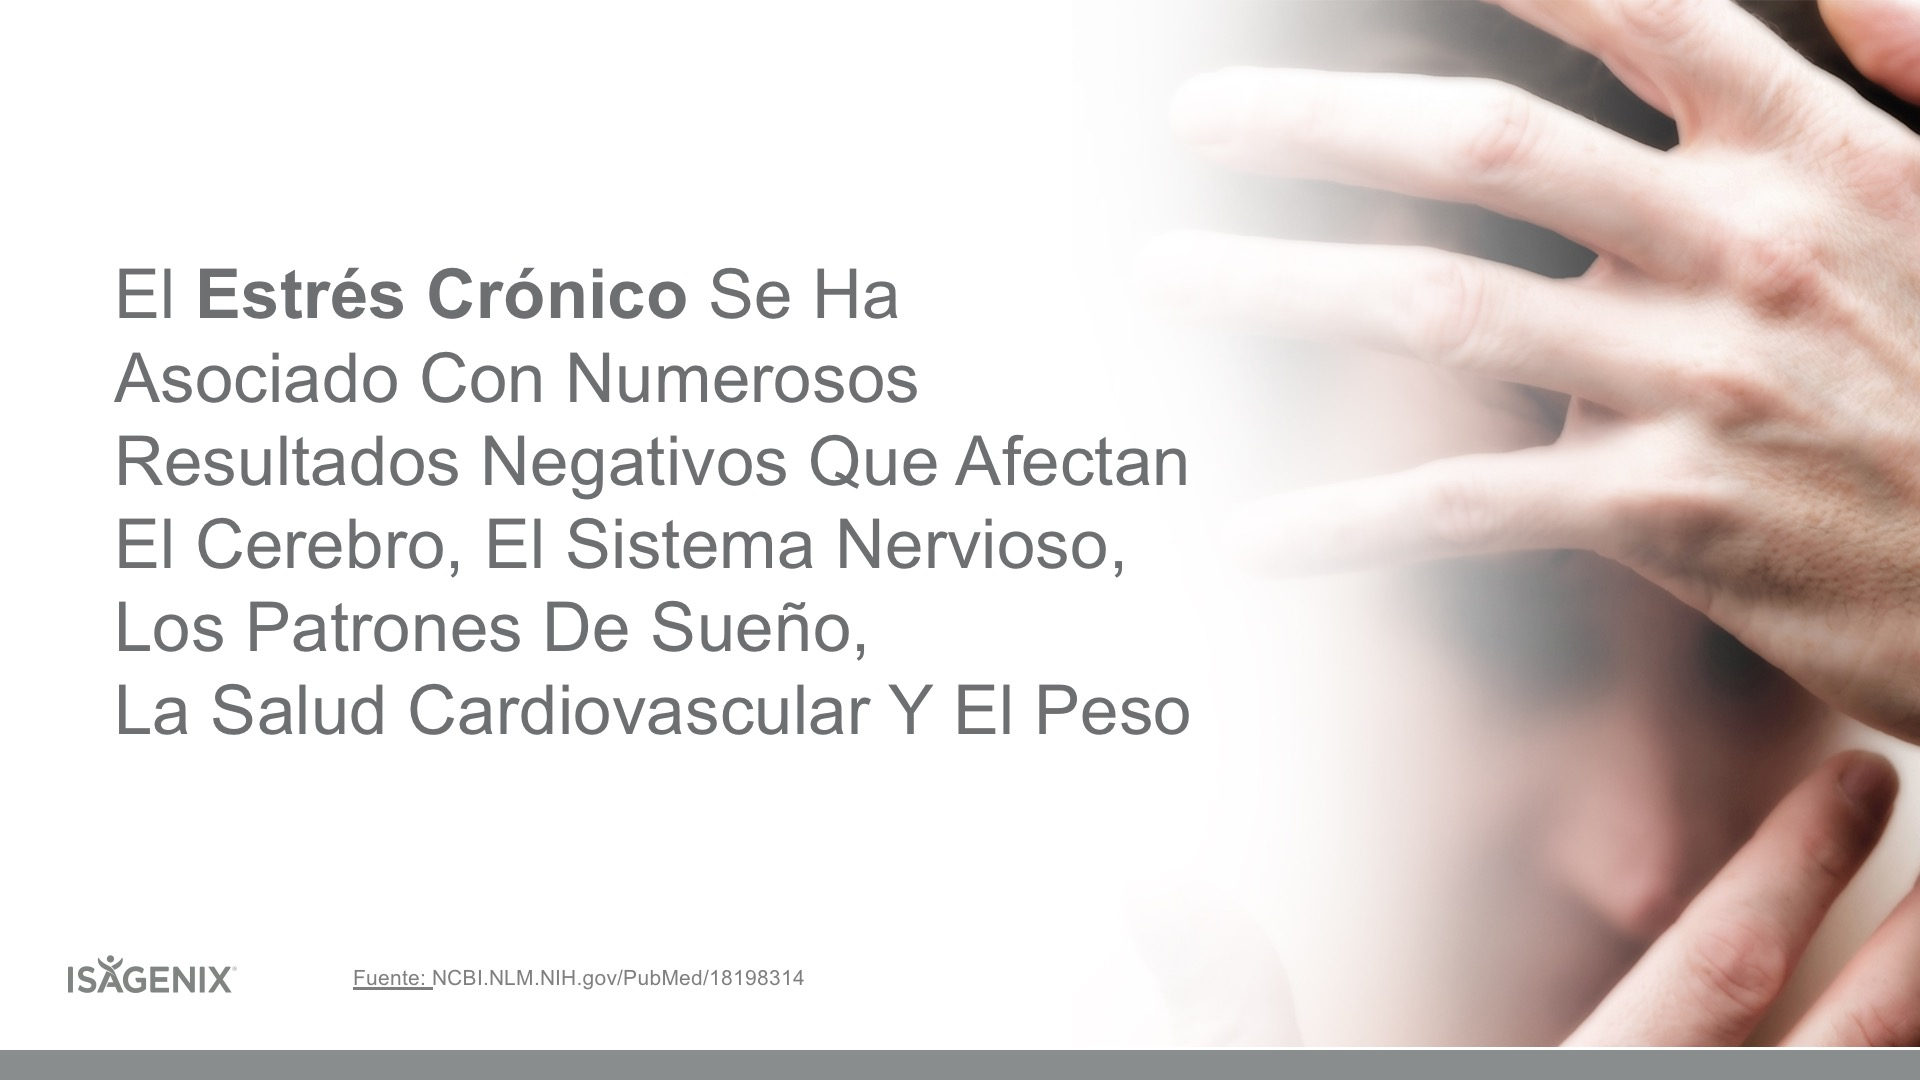 El Estrés Crónico Se Ha
Asociado Con Numerosos
Resultados Negativos Que Afectan
El Cerebro, El Sistema Nervioso,
Los Patrones De Sueño,
La Salud Cardiovascular Y El Peso
ISAGENIX®
Fuente: NCBI.NLM.NIH.gov/PubMed/18198314